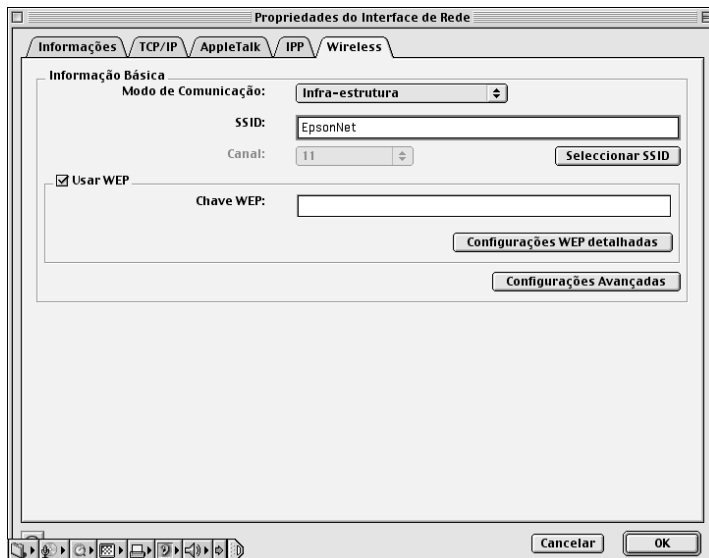 Propriedades do Interface de Rede
Informações TCP/IP AppleTalk IPP Wireless
Informação Básica
Modo de Comunicação: Infra-estrutura
SSID: EpsonNet
Canal: 11 Seleccionar SSID
Usar WEP
Chave WEP:
Configurações WEP detalhadas
Configurações Avançadas
Cancelar OK